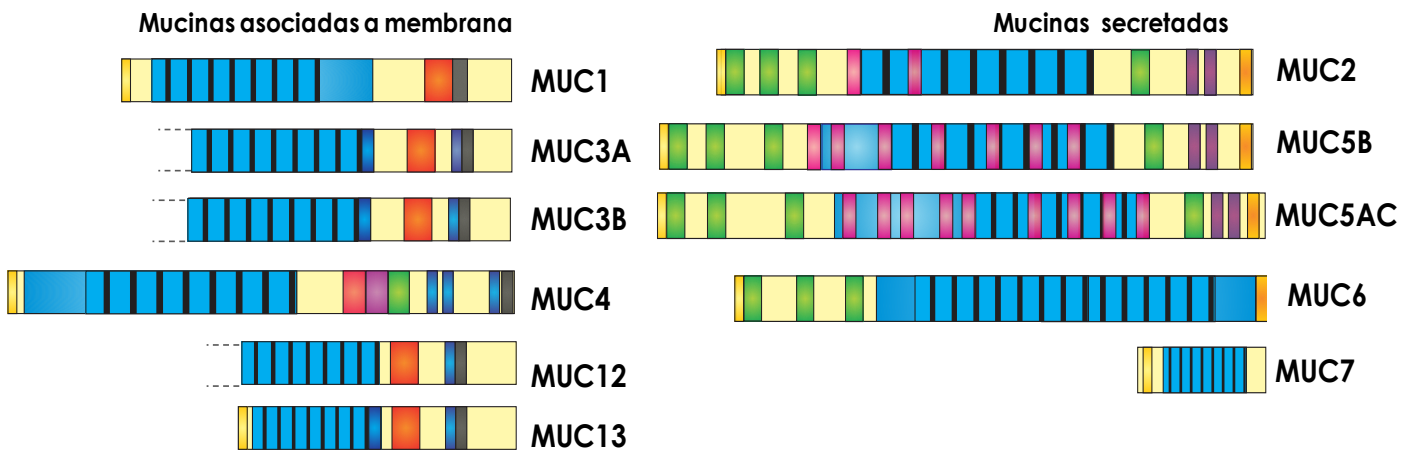 Mucinas asociadas a membrana
MUC1
MUC3A
MUC3B
MUC4
MUC12
MUC13
Mucinas secretadas
MUC2
MUC5B
MUC5AC
MUC6
MUC7